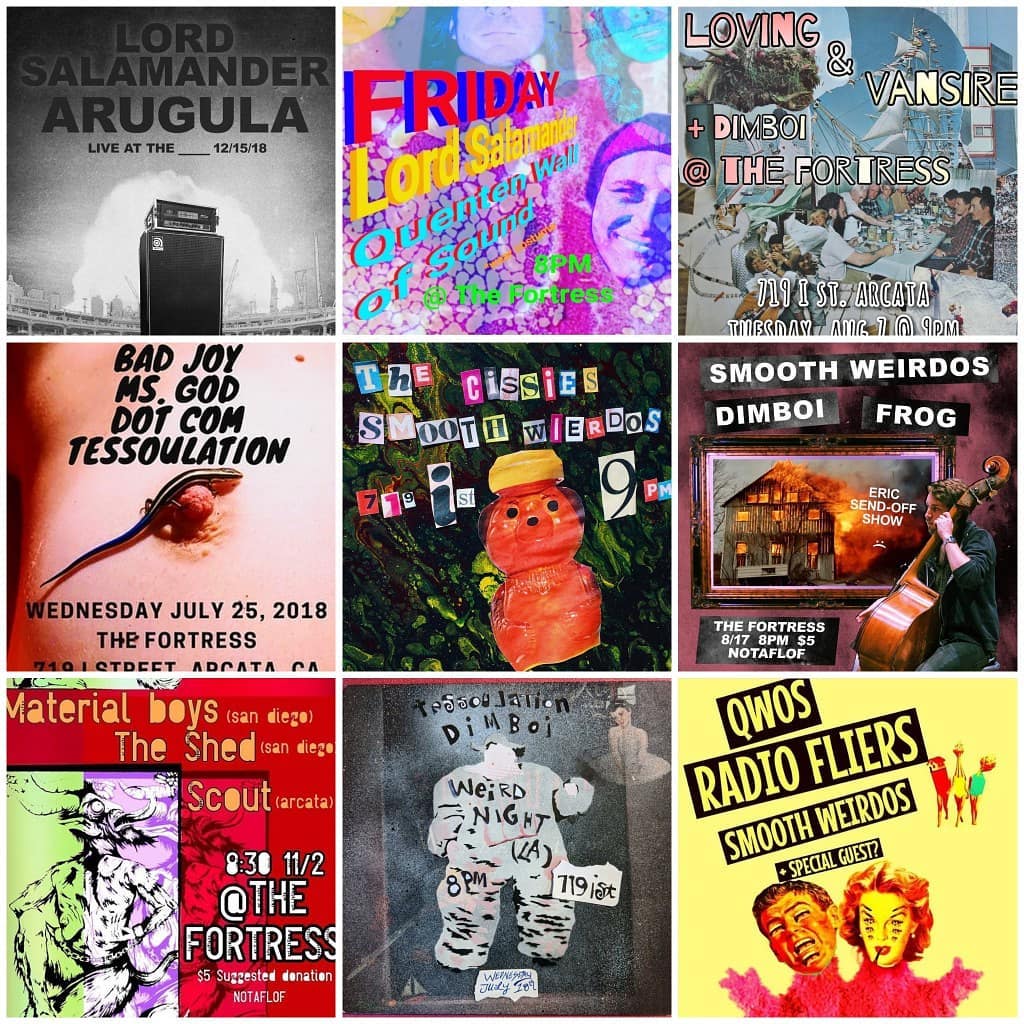 LORD
SALAMANDER
ARUGULA
LIVE AT THE ____ 12/15/18
FRIDAY
Lord Salamander
Quenten Wall
of Sound
8PM
@ The Fortress
LOVING
&
VANSIRE
+ DIMBOI
@ THE FORTRESS
719 I ST. ARCATA
TUESDAY, AUG 7 @ 9PM
BAD JOY
MS. GOD
DOT COM
TESSOULATION
WEDNESDAY JULY 25, 2018
THE FORTRESS
719 I STREET, ARCATA, CA
THE CiSSiES
SMOOTH WIERDOS
719 i st 9 PM
SMOOTH WEIRDOS
DIMBOI FROG
ERIC
SEND-OFF
SHOW
:(
THE FORTRESS
8/17 8PM $5
NOTAFLOF
Material boys (san diego)
The Shed (san diego
Scout (arcata)
8:30 11/2
@THE
FORTRESS
$5 Suggested donation
NOTAFLOF
Tessoulation
DiMBoi
WeiRD
NIGHT
(LA)
8PM
719 i st
WEDNESDAY
July 18
QWOS
RADIO FLIERS
SMOOTH WEIRDOS
+ SPECIAL GUEST?